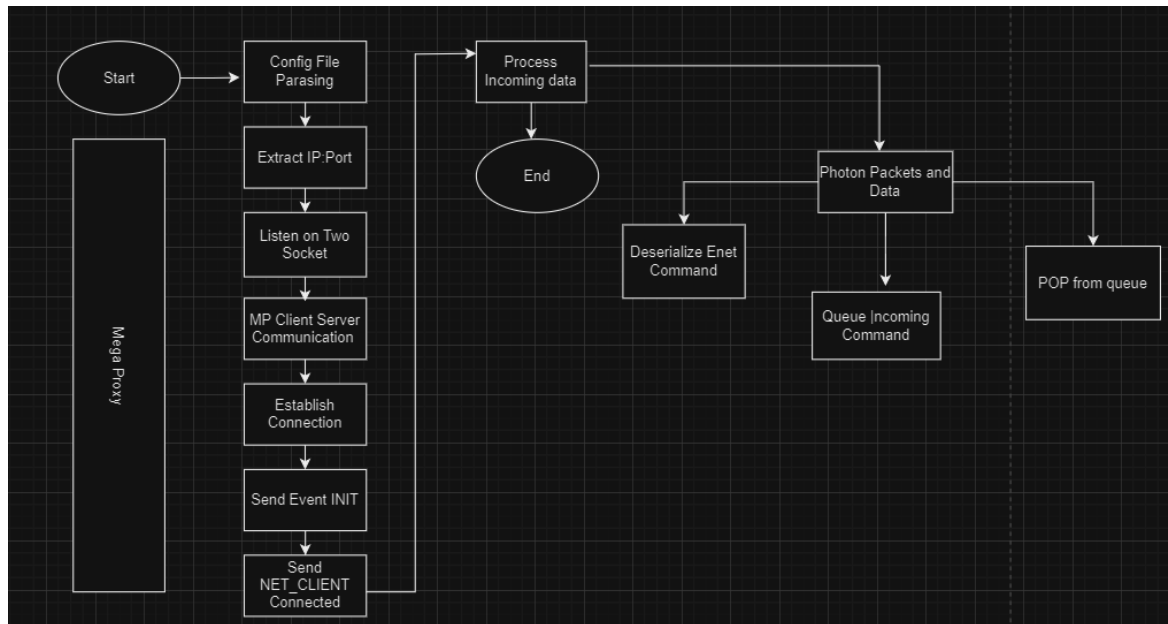 Start
Config File
Parasing
Extract IP:Port
Listen on Two
Socket
MP Client Server
Communication
Establish
Connection
Send Event INIT
Send
NET_CLIENT
Connected
Mega Proxy
Process
Incoming data
End
Photon Packets and
Data
Deserialize Enet
Command
Queue |ncoming
Command
POP from queue